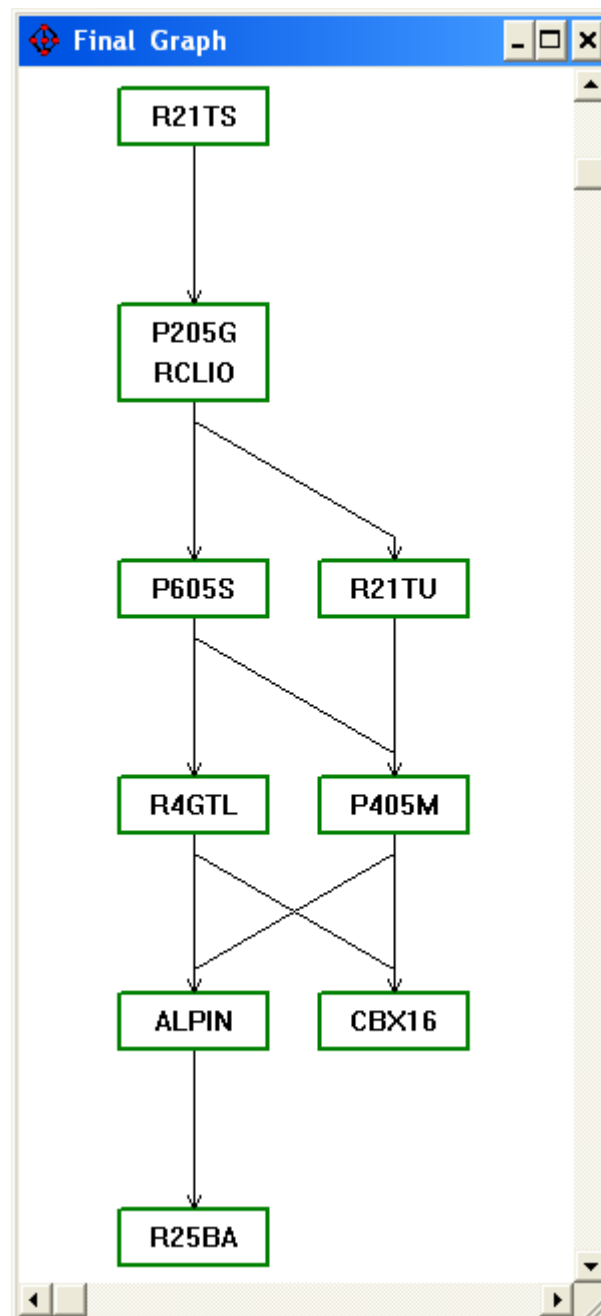 Final Graph
R21TS
P205G
RCLIO
P605S R21TU
R4GTL P405M
ALPIN CBX16
R25BA